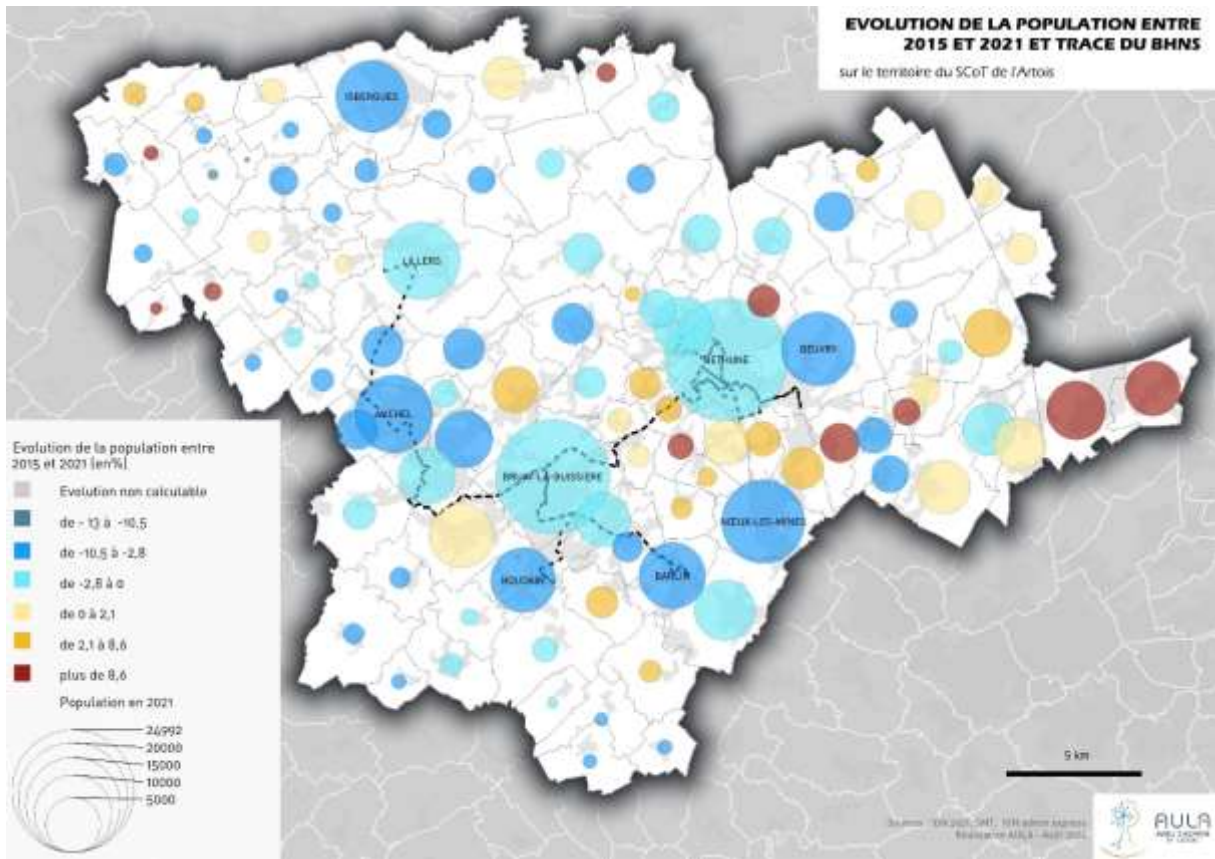 EVOLUTION DE LA POPULATION ENTRE
2015 ET 2021 ET TRACE DU BHNS
sur le territoire du SCoT de l'Artois
ISBERGUES
LILLERS
BETHUNE
BEUVRY
AUCHEL
BRUAY-LA-BUISSIERE
NŒUX-LES-MINES
HOUDAIN
BARLIN
Evolution de la population entre
2015 et 2021 (en%)
Evolution non calculable
de - 13 à -10,5
de -10,5 à -2,8
de -2,8 à 0
de 0 à 2,1
de 2,1 à 8,6
plus de 8,6
Population en 2021
24992
20000
15000
10000
5000
5 km
AULA